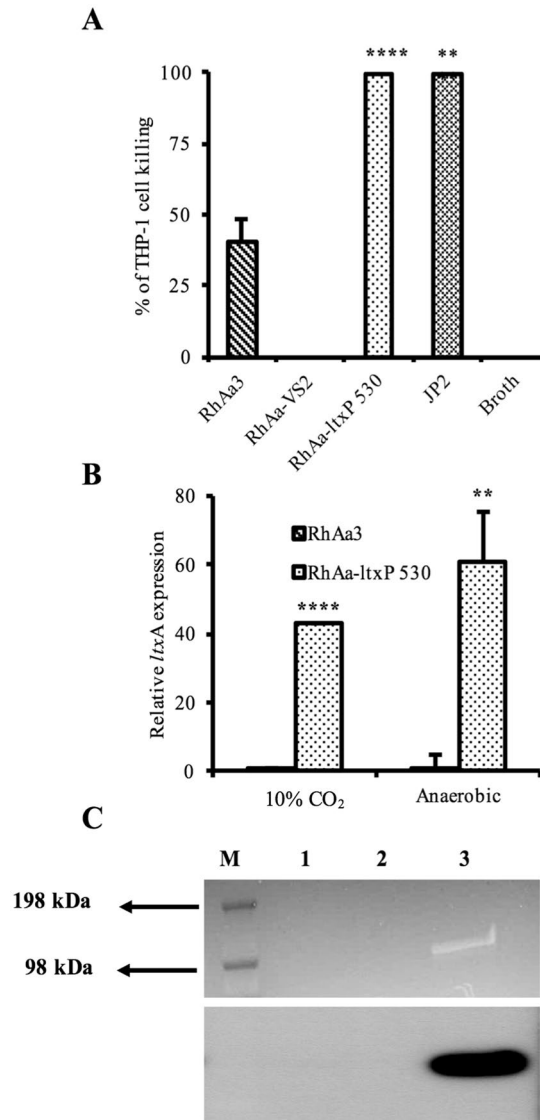 A
% of THP-1 cell killing
100
75
50
25
0
****
**
RhAa3
RhAa-VS2
RhAa-ltxP 530
JP2
Broth
B
Relative ltxA expression
80
60
40
20
0
RhAa3
RhAa-ltxP 530
****
**
10% CO₂
Anaerobic
C
M 1 2 3
198 kDa
98 kDa